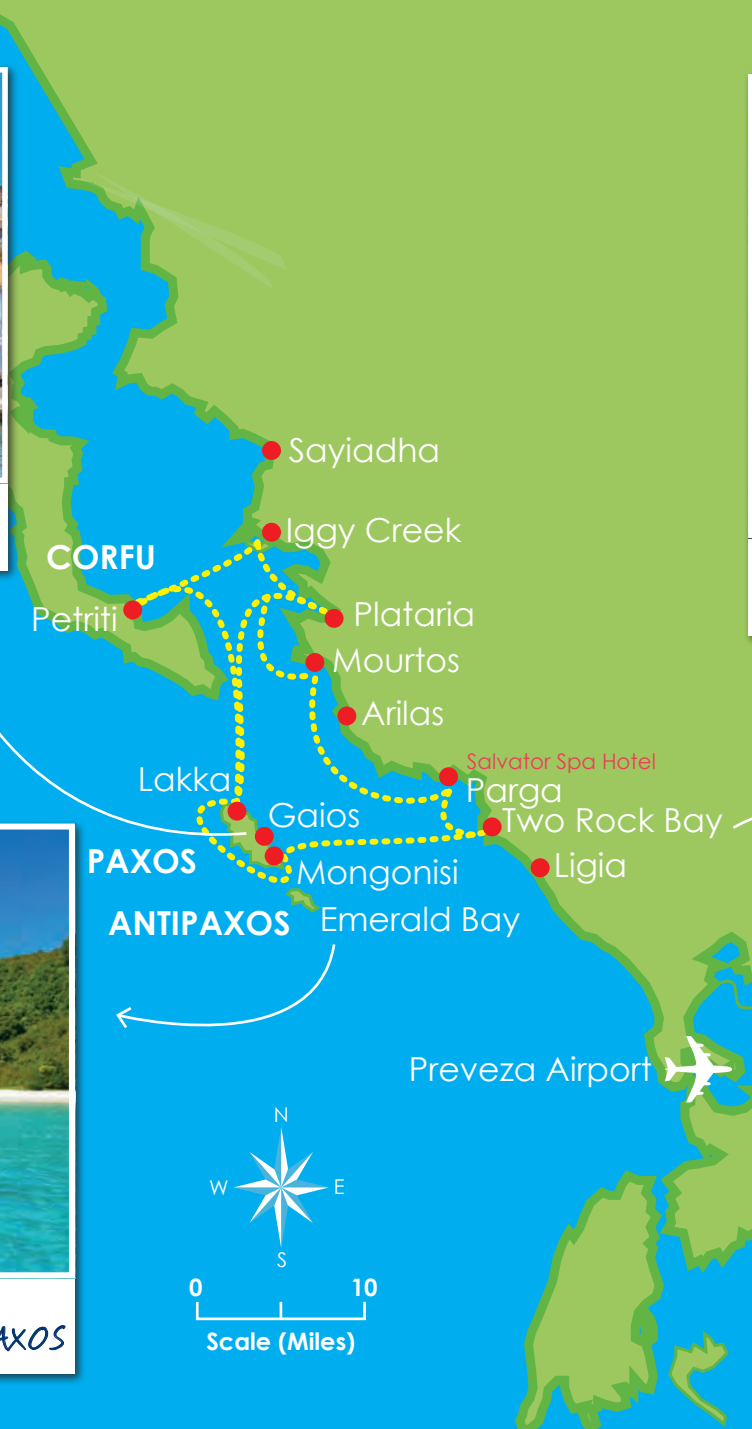 Sayiadha
Iggy Creek
CORFU
Petriti
Plataria
Mourtos
Arilas
Salvator Spa Hotel
Lakka
Parga
Gaios
Two Rock Bay
PAXOS
Mongonisi
Ligia
ANTIPAXOS
Emerald Bay
Preveza Airport
N
W
E
S
0
10
Scale (Miles)
AXOS